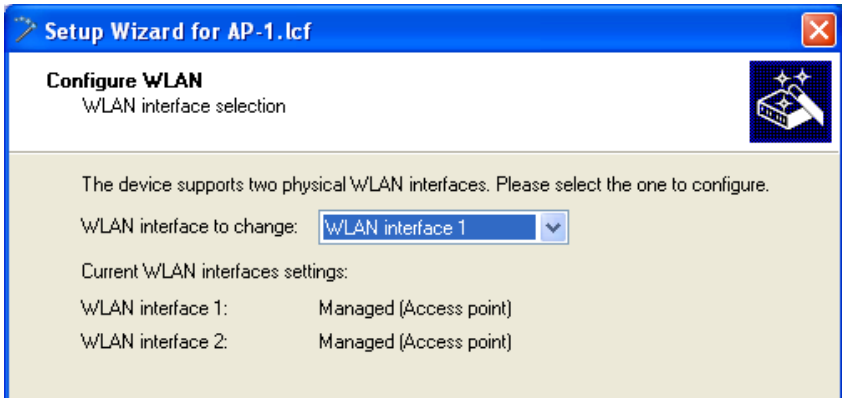 Setup Wizard for AP-1.lcf
Configure WLAN
WLAN interface selection
The device supports two physical WLAN interfaces. Please select the one to configure.
WLAN interface to change: WLAN interface 1
Current WLAN interfaces settings:
WLAN interface 1: Managed (Access point)
WLAN interface 2: Managed (Access point)